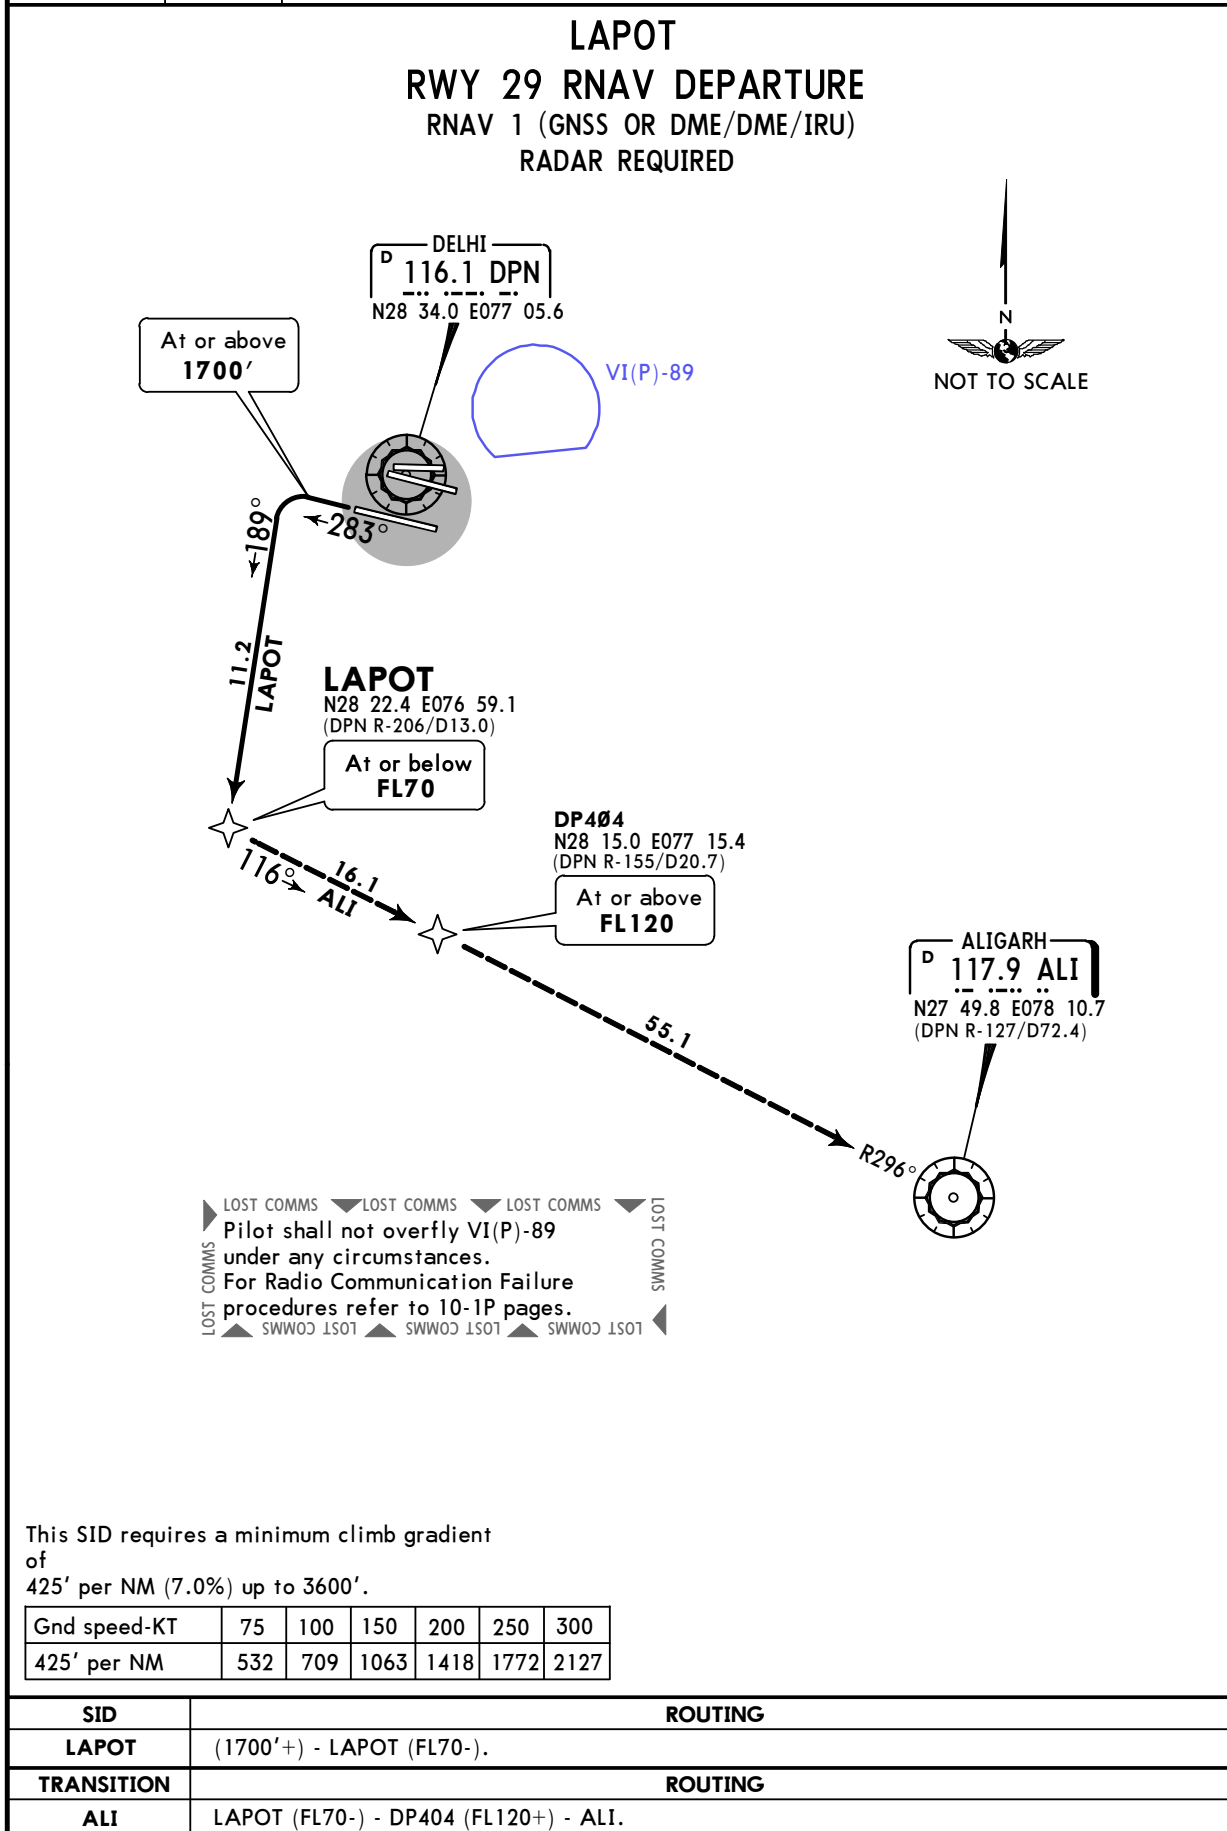 LAPOT
RWY 29 RNAV DEPARTURE
RNAV 1 (GNSS OR DME/DME/IRU)
RADAR REQUIRED
DELHI
D 116.1 DPN
N28 34.0 E077 05.6
N
NOT TO SCALE
At or above
1700'
VI(P)-89
283°
189°
11.2
LAPOT
LAPOT
N28 22.4 E076 59.1
(DPN R-206/D13.0)
At or below
FL70
116°
16.1
ALI
DP4Ø4
N28 15.0 E077 15.4
(DPN R-155/D20.7)
At or above
FL120
55.1
ALIGARH
D 117.9 ALI
N27 49.8 E078 10.7
(DPN R-127/D72.4)
R296°
LOST COMMS LOST COMMS LOST COMMS
LOST COMMS
Pilot shall not overfly VI(P)-89
under any circumstances.
For Radio Communication Failure
procedures refer to 10-1P pages.
LOST COMMS
LOST COMMS LOST COMMS LOST COMMS
This SID requires a minimum climb gradient
of
425' per NM (7.0%) up to 3600'.
Gnd speed-KT 75 100 150 200 250 300
425' per NM 532 709 1063 1418 1772 2127
SID ROUTING
LAPOT (1700'+) - LAPOT (FL70-).
TRANSITION ROUTING
ALI LAPOT (FL70-) - DP404 (FL120+) - ALI.